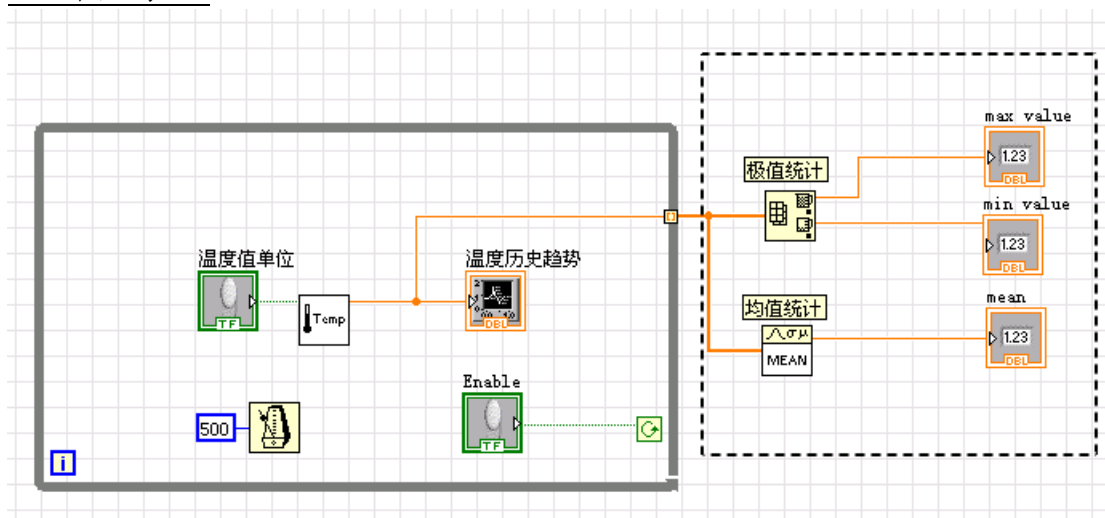 max value
1.23
DBL
极值统计
min value
1.23
DBL
温度值单位
TF
温度历史趋势
DBL
Temp
均值统计
MEAN
mean
1.23
DBL
Enable
TF
500
i